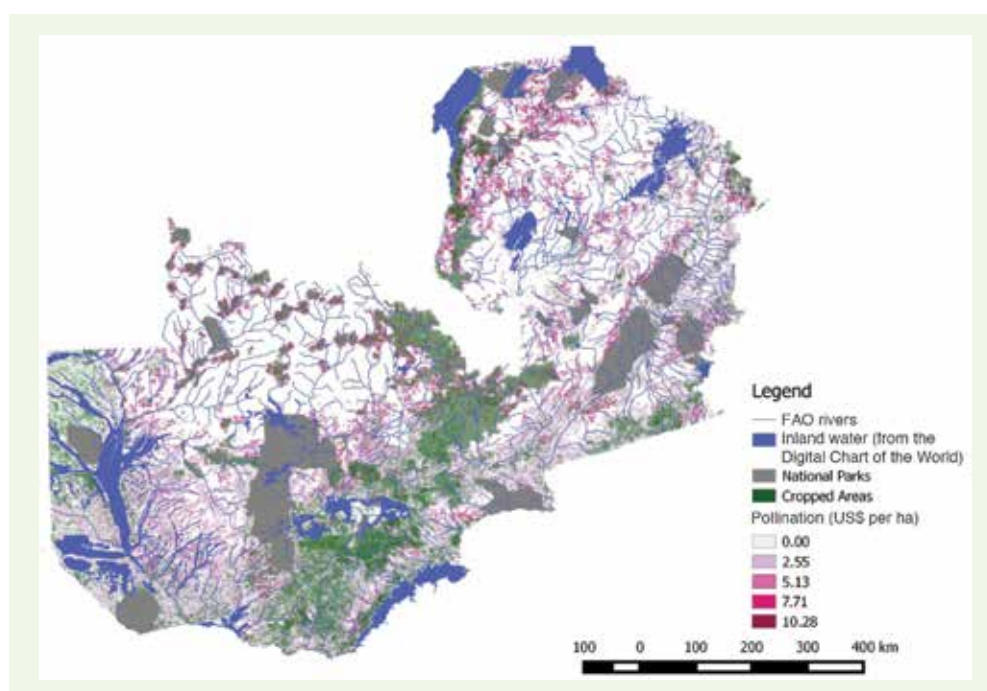 Legend
FAO rivers
Inland water (from the
Digital Chart of the World)
National Parks
Cropped Areas
Pollination (US$ per ha)
0.00
2.55
5.13
7.71
10.28
100 0 100 200 300 400 km